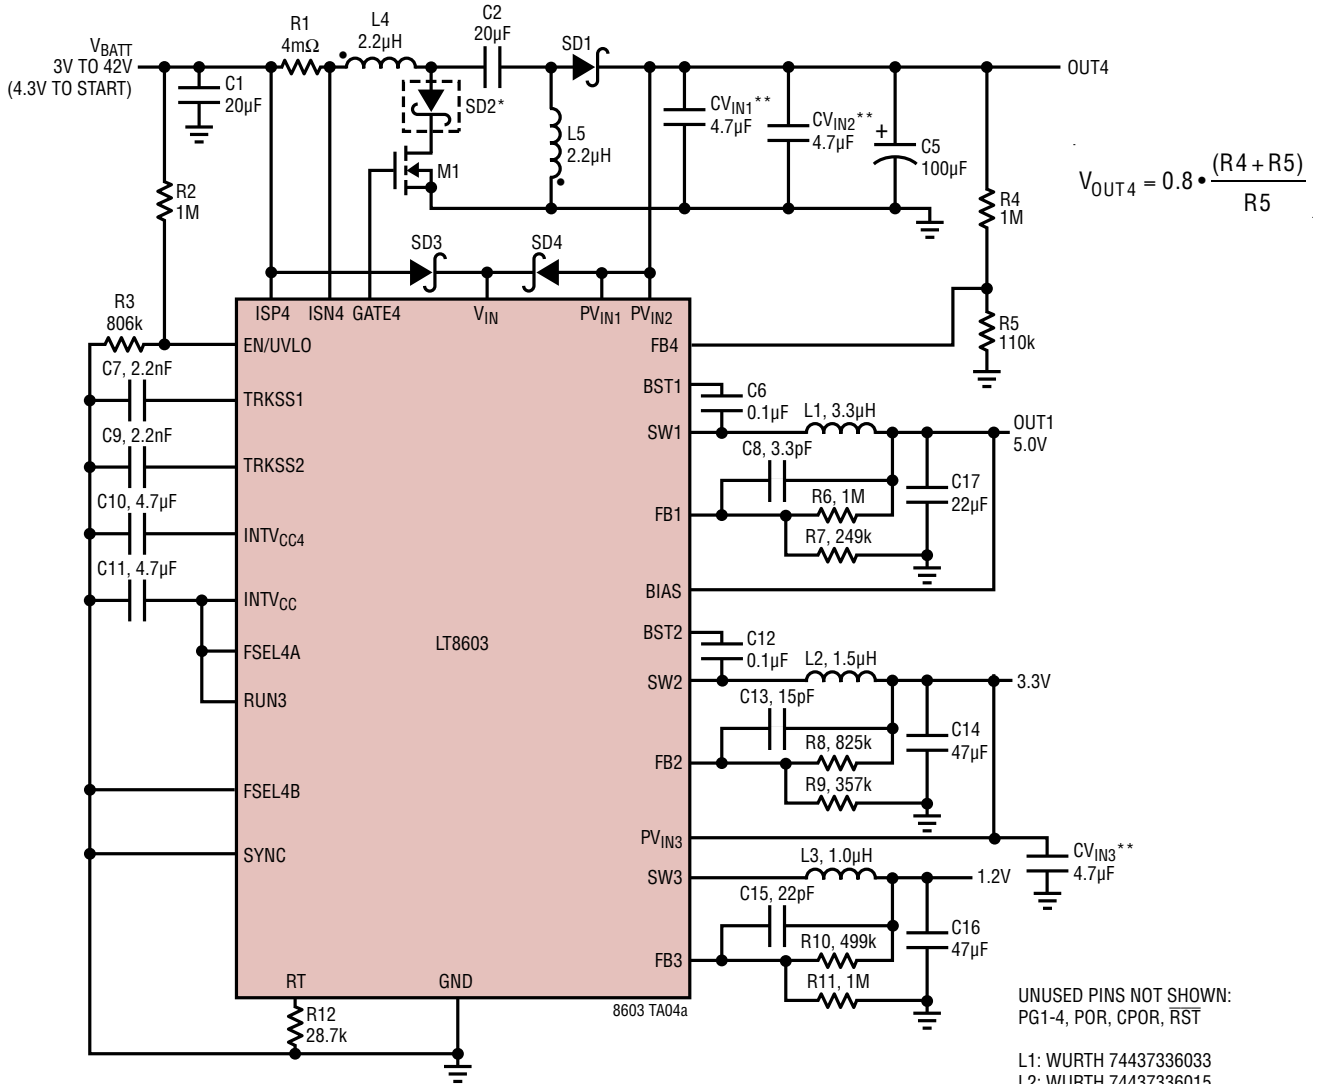 V_BATT
3V TO 42V
(4.3V TO START)
C1
20µF
R1
4mΩ
L4
2.2µH
C2
20µF
SD1
SD2*
L5
2.2µH
M1
CV_IN1**
4.7µF
CV_IN2**
4.7µF
+
C5
100µF
OUT4
R4
1M
V_OUT4 = 0.8 • (R4+R5) / R5
R2
1M
SD3
SD4
R3
806k
R5
110k
ISP4
ISN4
GATE4
V_IN
PV_IN1
PV_IN2
EN/UVLO
FB4
C7, 2.2nF
TRKSS1
BST1
C6
0.1µF
L1, 3.3µH
OUT1
5.0V
SW1
C9, 2.2nF
TRKSS2
C8, 3.3pF
C17
22µF
C10, 4.7µF
INTV_CC4
FB1
R6, 1M
R7, 249k
C11, 4.7µF
INTV_CC
BIAS
LT8603
FSEL4A
BST2
C12
0.1µF
L2, 1.5µH
RUN3
SW2
3.3V
C13, 15pF
C14
47µF
R8, 825k
FB2
R9, 357k
FSEL4B
PV_IN3
CV_IN3**
4.7µF
SYNC
L3, 1.0µH
SW3
1.2V
C15, 22pF
C16
47µF
R10, 499k
FB3
R11, 1M
RT
GND
8603 TA04a
R12
28.7k
UNUSED PINS NOT SHOWN:
PG1-4, POR, CPOR, R̅S̅T̅
L1: WURTH 74437336033
L2: WURTH 74437336015